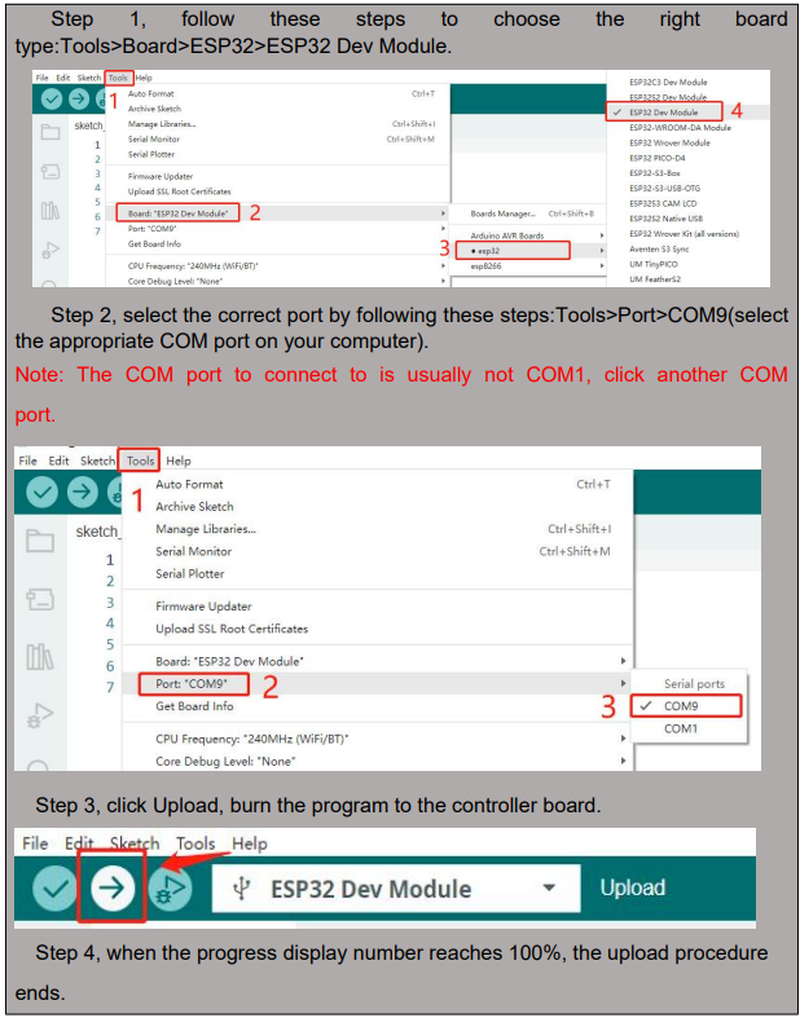 Step 1, follow these steps to choose the right board
type:Tools>Board>ESP32>ESP32 Dev Module.
File Edit Sketch Tools Help
1
Auto Format Ctrl+T
Archive Sketch
Manage Libraries... Ctrl+Shift+I
Serial Monitor Ctrl+Shift+M
Serial Plotter
Firmware Updater
Upload SSL Root Certificates
Board: "ESP32 Dev Module" 2
Port: "COM9"
Get Board Info
CPU Frequency: "240MHz (WiFi/BT)"
Core Debug Level: "None"
sketch_
1
2
3
4
5
6
7
Boards Manager... Ctrl+Shift+B
Arduino AVR Boards
3 esp32
esp8266
ESP32C3 Dev Module
ESP32S2 Dev Module
ESP32 Dev Module 4
ESP32-WROOM-DA Module
ESP32 Wrover Module
ESP32 PICO-D4
ESP32-S3-Box
ESP32-S3-USB-OTG
ESP32S3 CAM LCD
ESP32S2 Native USB
ESP32 Wrover Kit (all versions)
Aventen S3 Sync
UM TinyPICO
UM FeatherS2
Step 2, select the correct port by following these steps:Tools>Port>COM9(select
the appropriate COM port on your computer).
Note: The COM port to connect to is usually not COM1, click another COM
port.
File Edit Sketch Tools Help
1
Auto Format Ctrl+T
Archive Sketch
Manage Libraries... Ctrl+Shift+I
Serial Monitor Ctrl+Shift+M
Serial Plotter
Firmware Updater
Upload SSL Root Certificates
Board: "ESP32 Dev Module"
Port: "COM9" 2
Get Board Info
CPU Frequency: "240MHz (WiFi/BT)"
Core Debug Level: "None"
sketch_
1
2
3
4
5
6
7
Serial ports
3 COM9
COM1
Step 3, click Upload, burn the program to the controller board.
File Edit Sketch Tools Help
ESP32 Dev Module Upload
Step 4, when the progress display number reaches 100%, the upload procedure
ends.